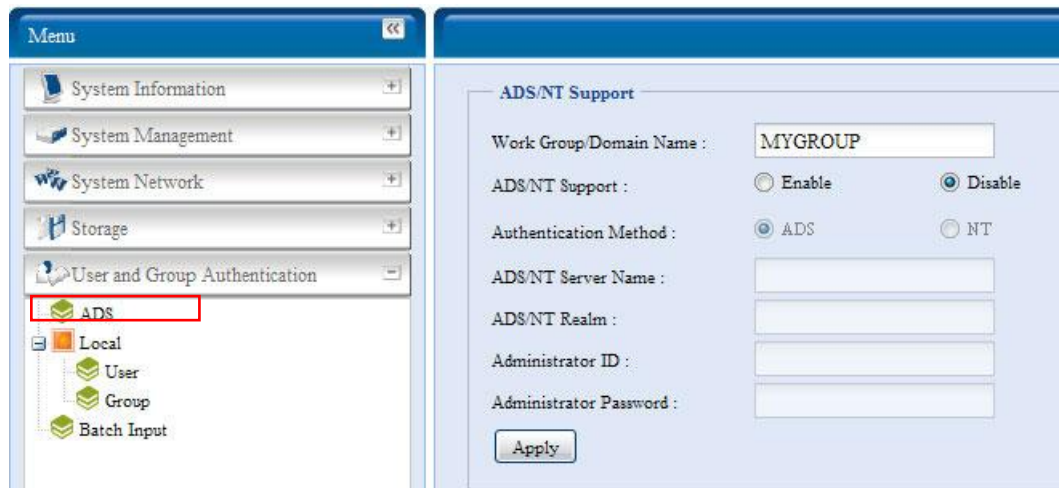 Menu
System Information
System Management
System Network
Storage
User and Group Authentication
ADS
Local
User
Group
Batch Input
ADS/NT Support
Work Group/Domain Name : MYGROUP
ADS/NT Support : Enable Disable
Authentication Method : ADS NT
ADS/NT Server Name :
ADS/NT Realm :
Administrator ID :
Administrator Password :
Apply